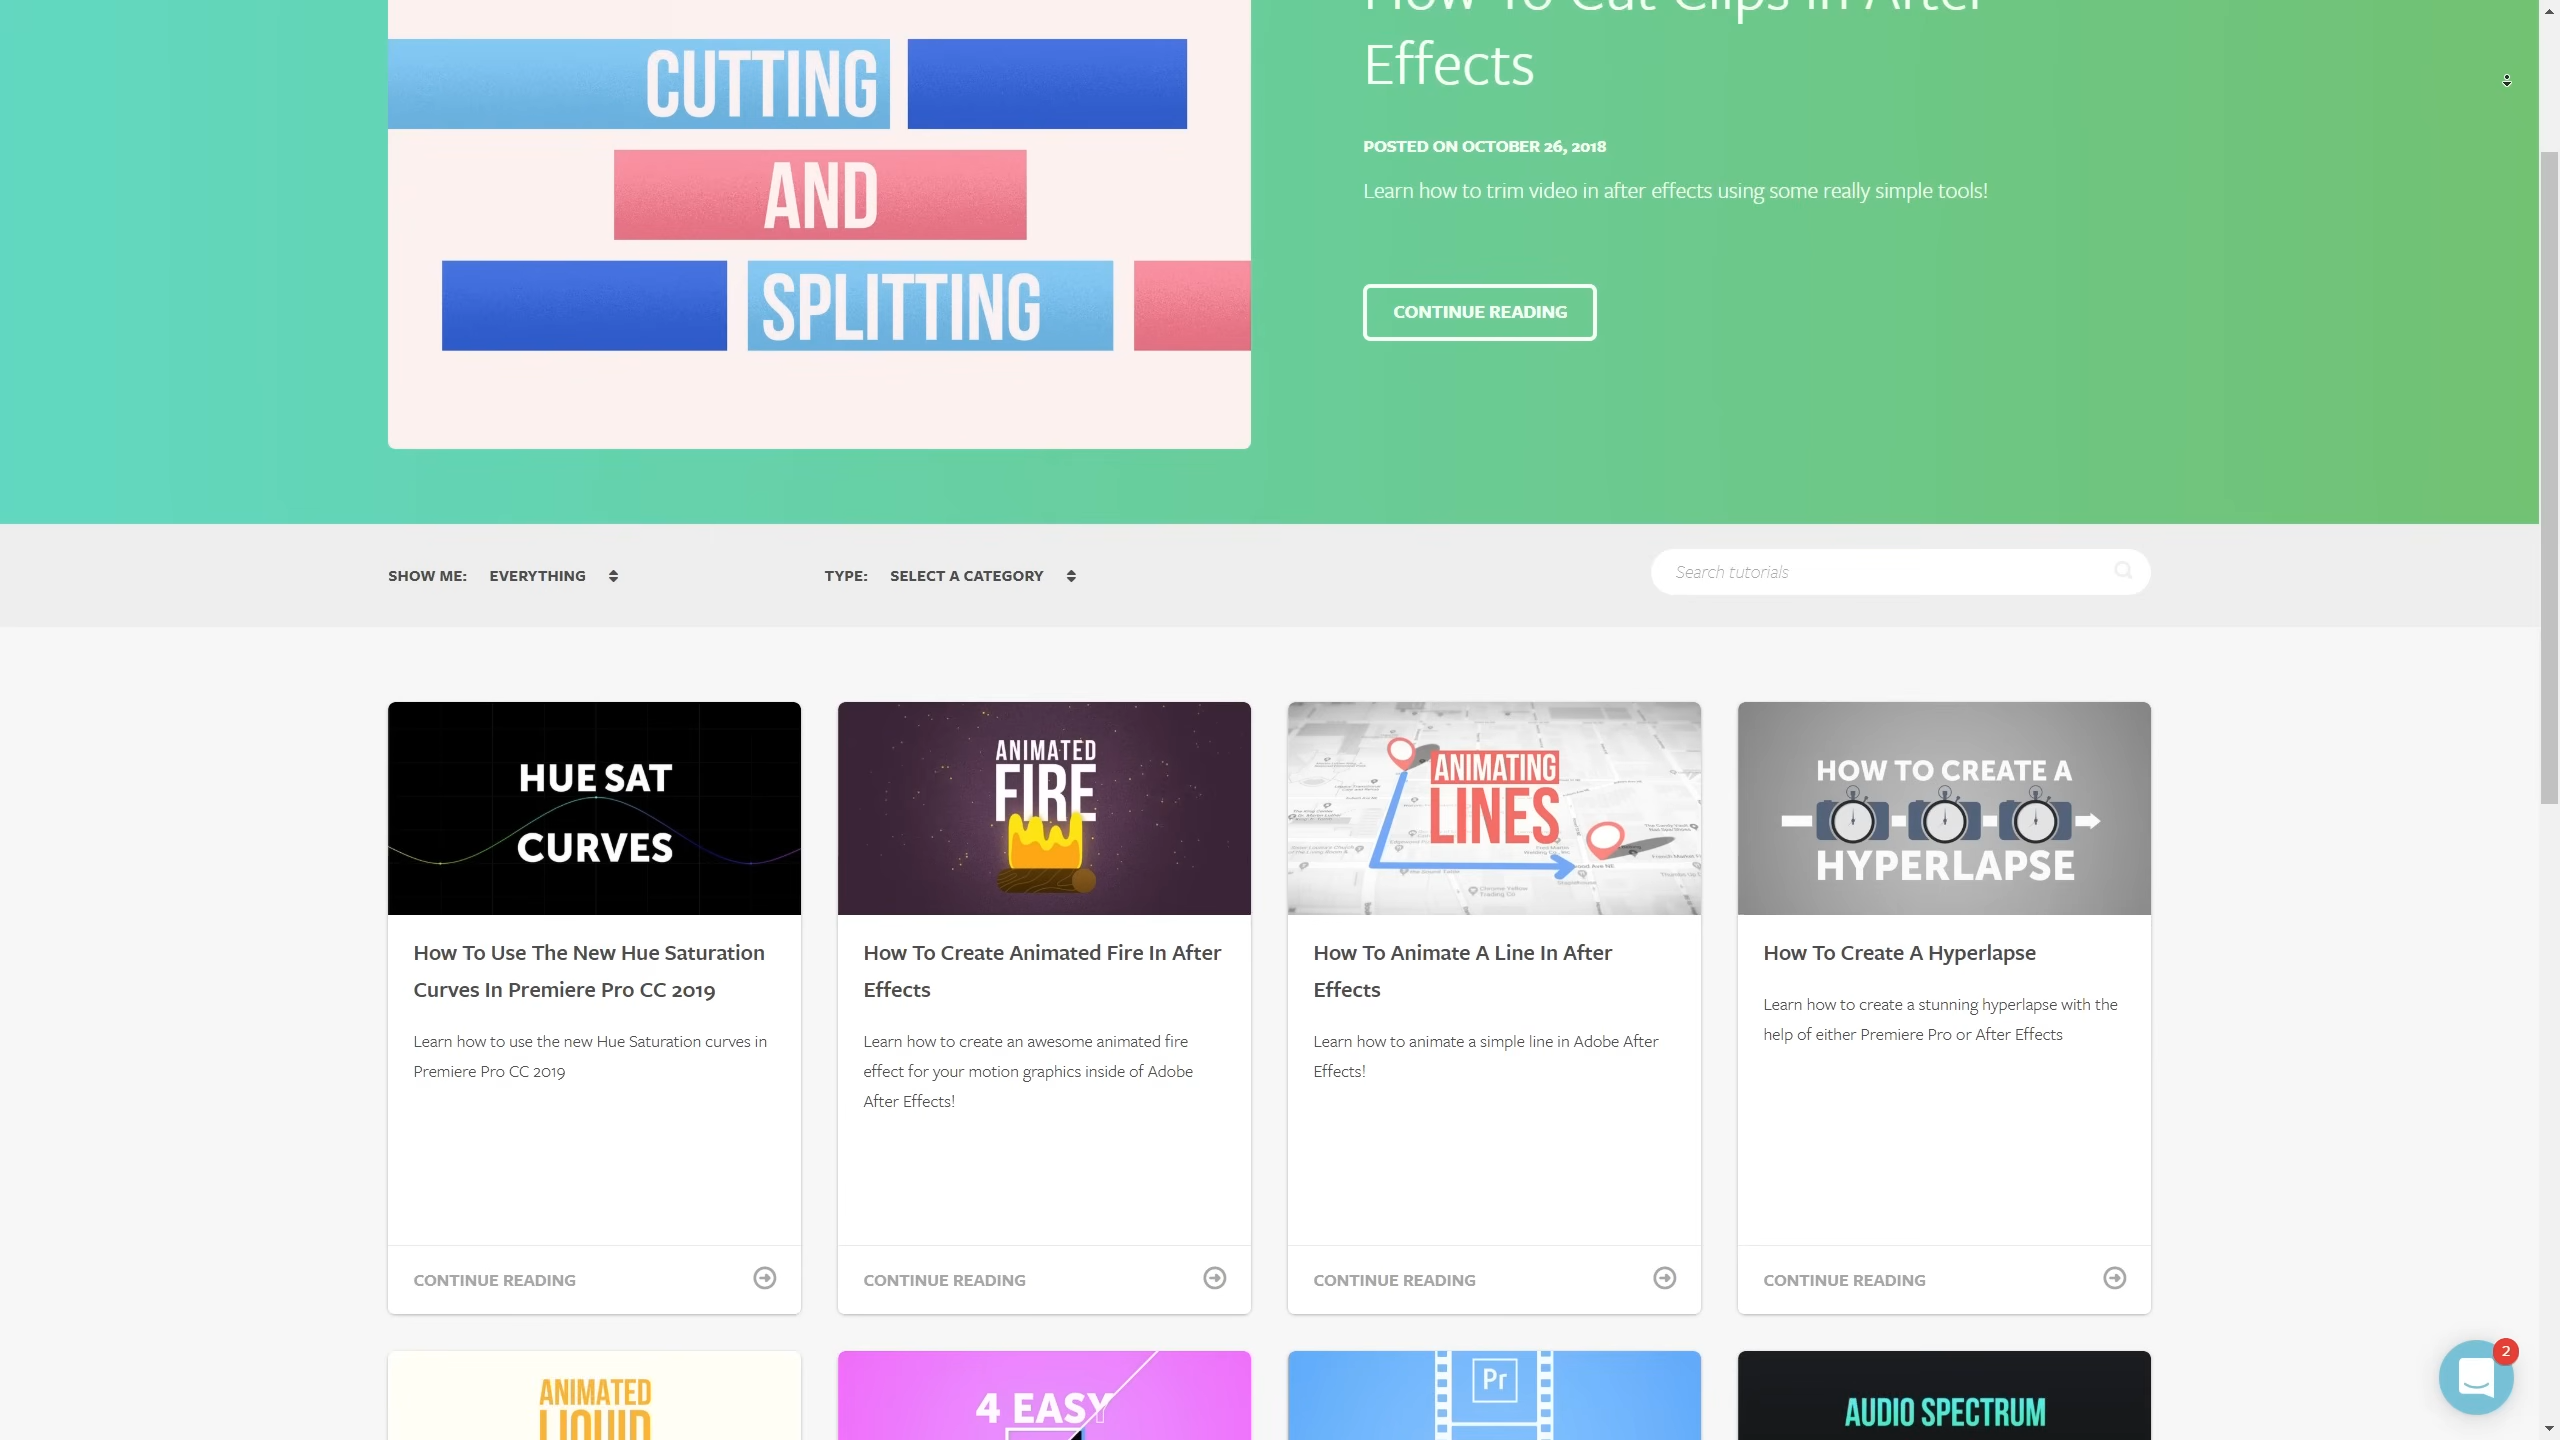 How To Cut Clips In After
Effects
POSTED ON OCTOBER 26, 2018
Learn how to trim video in after effects using some really simple tools!
CONTINUE READING
CUTTING
AND
SPLITTING
SHOW ME: EVERYTHING
TYPE: SELECT A CATEGORY
Search tutorials
HUE SAT
CURVES
How To Use The New Hue Saturation
Curves In Premiere Pro CC 2019
Learn how to use the new Hue Saturation curves in
Premiere Pro CC 2019
CONTINUE READING
ANIMATED
FIRE
How To Create Animated Fire In After
Effects
Learn how to create an awesome animated fire
effect for your motion graphics inside of Adobe
After Effects!
CONTINUE READING
ANIMATING
LINES
How To Animate A Line In After
Effects
Learn how to animate a simple line in Adobe After
Effects!
CONTINUE READING
HOW TO CREATE A
HYPERLAPSE
How To Create A Hyperlapse
Learn how to create a stunning hyperlapse with the
help of either Premiere Pro or After Effects
CONTINUE READING
ANIMATED
LIQUID
4 EASY
Pr
AUDIO SPECTRUM
2